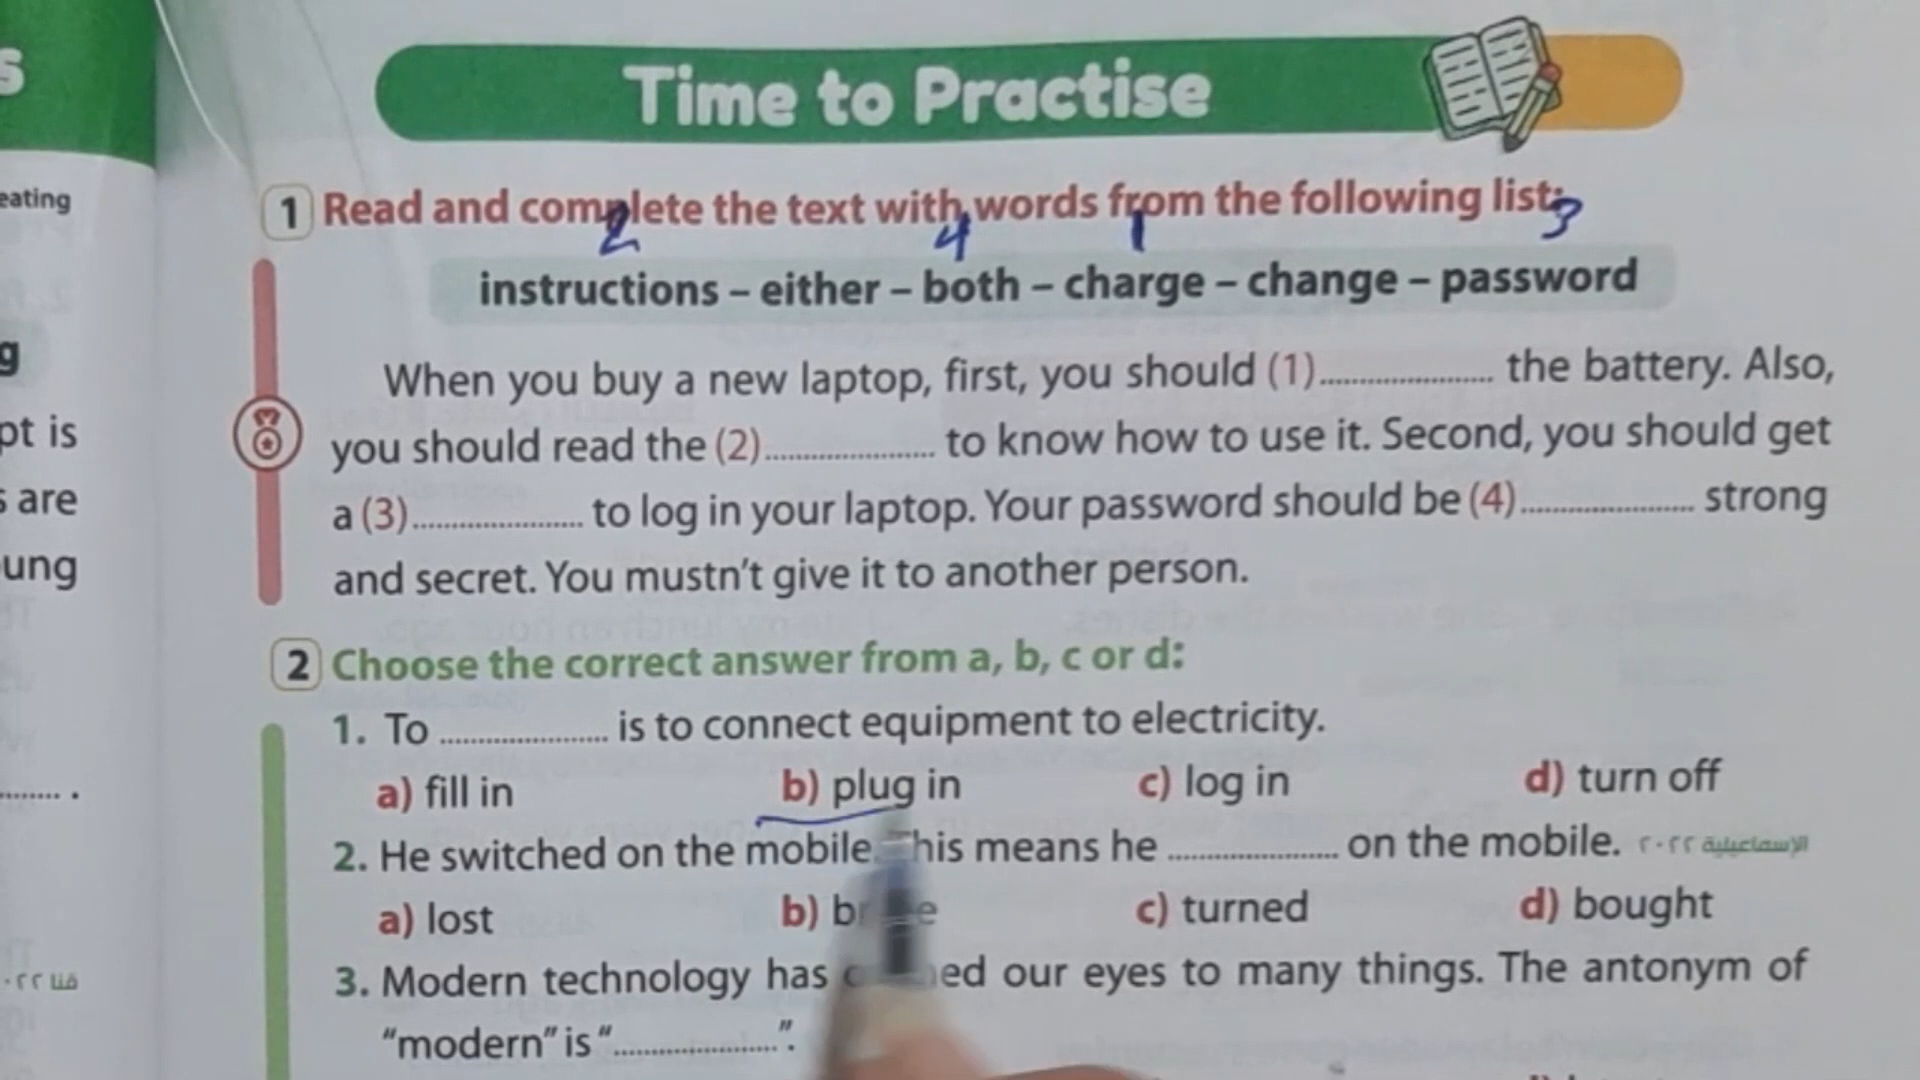 s
eating
g
pt is
s are
ung
.......... .
قنا ٢٠٢٢
Time to Practise
1 Read and complete the text with words from the following list:
2 4 1 3
instructions – either – both – charge – change – password
When you buy a new laptop, first, you should (1).................... the battery. Also,
you should read the (2).................... to know how to use it. Second, you should get
a (3).................... to log in your laptop. Your password should be (4).................... strong
and secret. You mustn't give it to another person.
2 Choose the correct answer from a, b, c or d:
1. To .................... is to connect equipment to electricity.
a) fill in b) plug in c) log in d) turn off
2. He switched on the mobile. This means he .................... on the mobile. الإسماعيلية ٢٠٢٢
a) lost b) c) turned d) bought
3. Modern technology has our eyes to many things. The antonym of
"modern" is "....................".